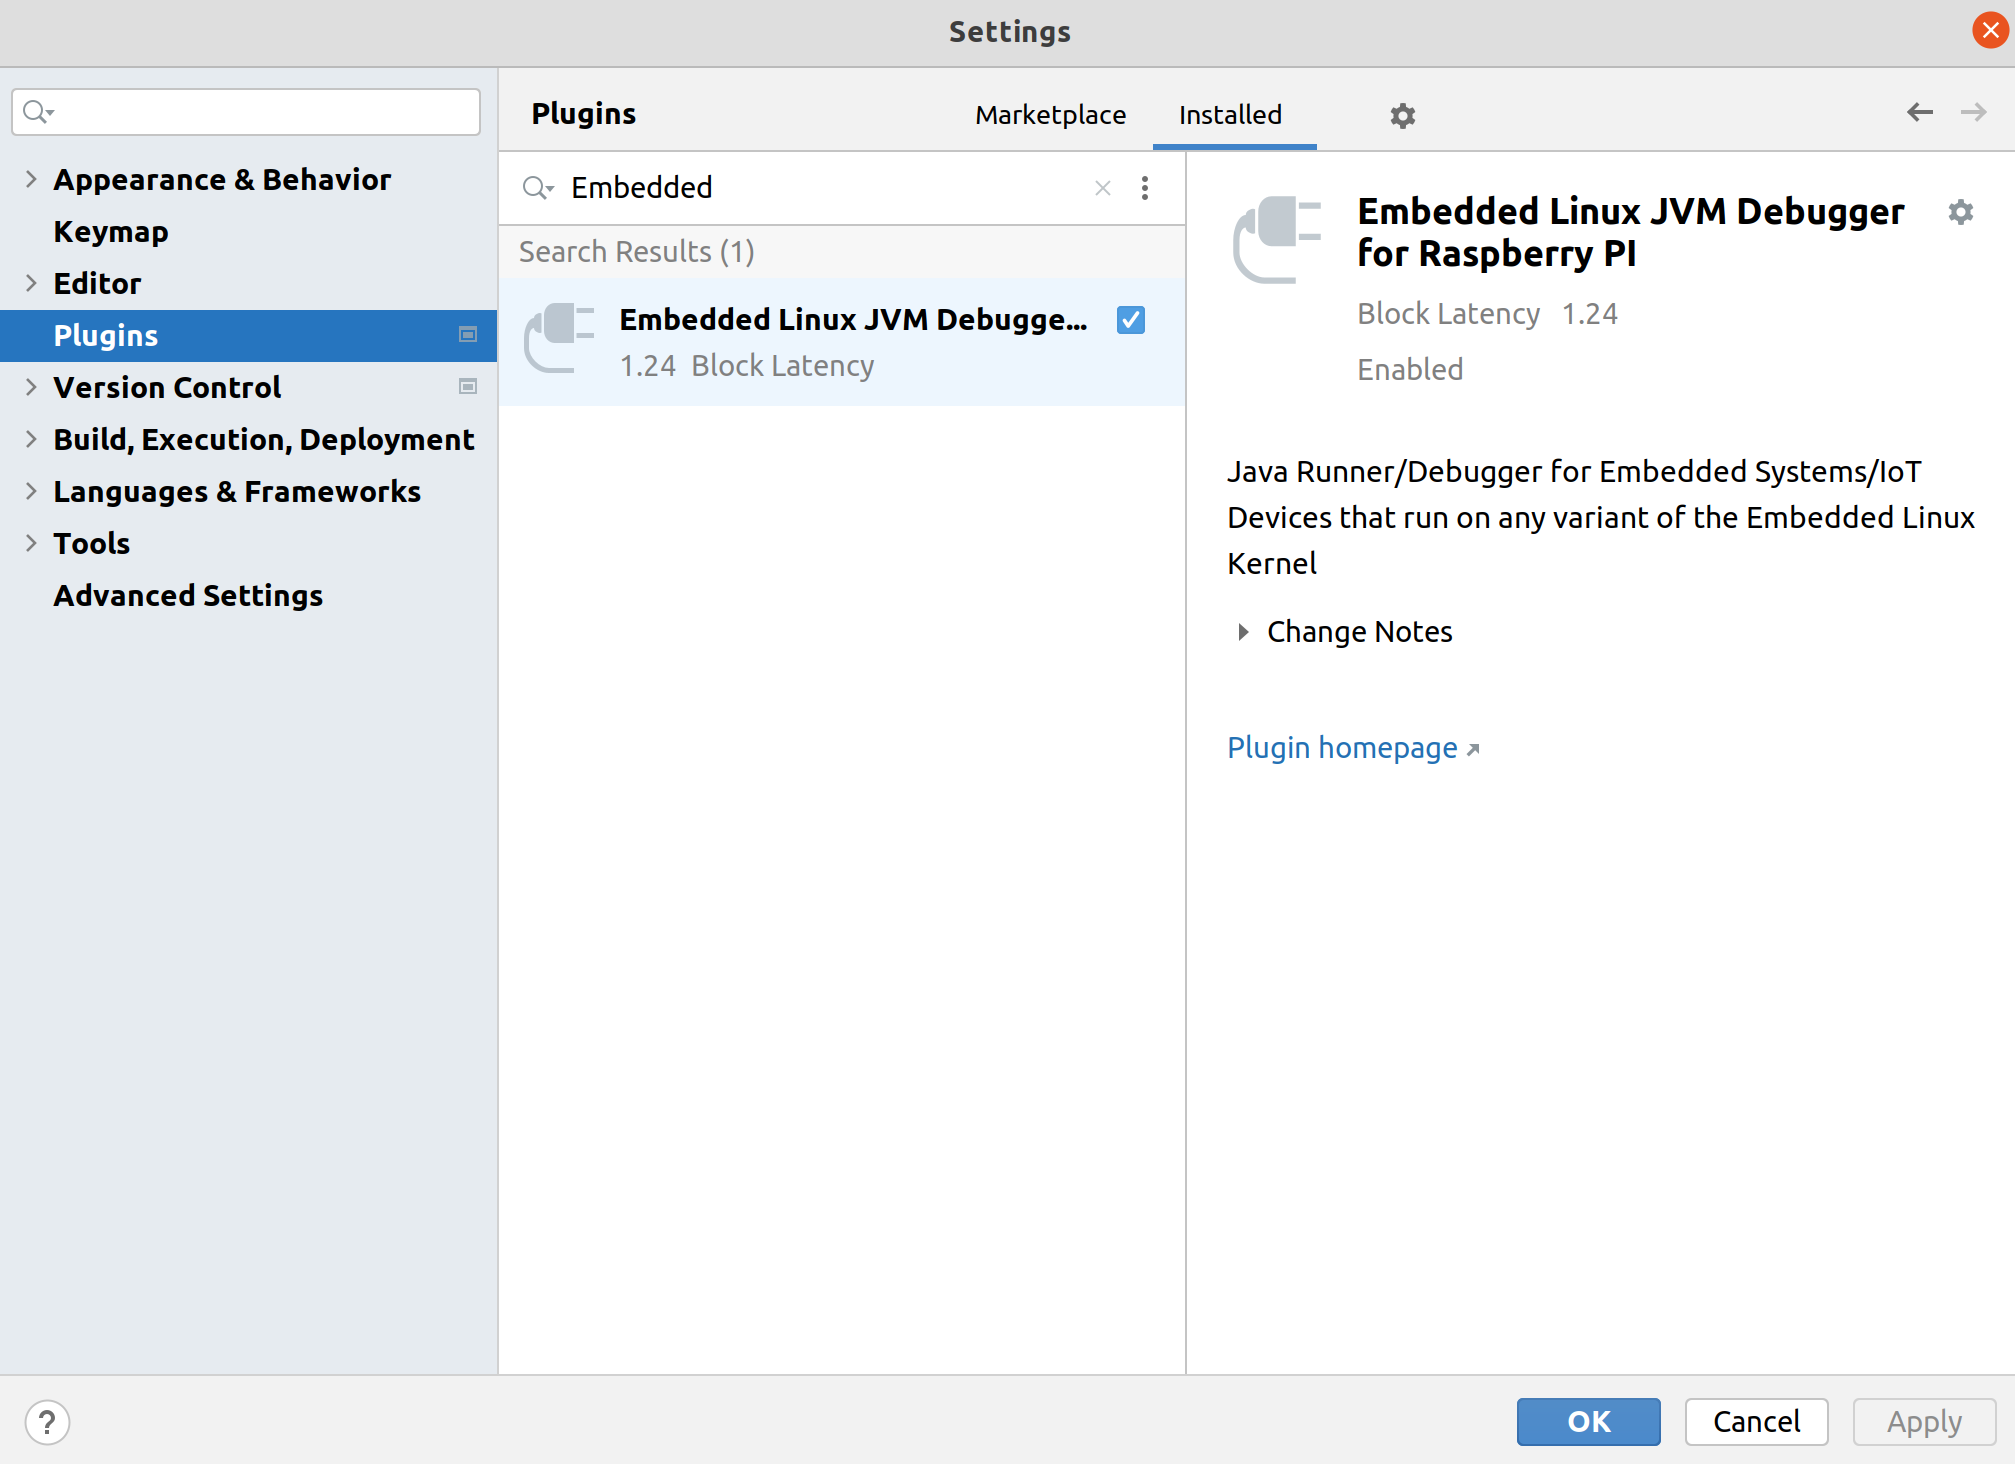 Settings
Appearance & Behavior
Keymap
Editor
Plugins
Version Control
Build, Execution, Deployment
Languages & Frameworks
Tools
Advanced Settings
Plugins
Marketplace
Installed
Embedded
Search Results (1)
Embedded Linux JVM Debugge...
1.24 Block Latency
Embedded Linux JVM Debugger
for Raspberry PI
Block Latency 1.24
Enabled
Java Runner/Debugger for Embedded Systems/IoT
Devices that run on any variant of the Embedded Linux
Kernel
Change Notes
Plugin homepage
?
OK
Cancel
Apply